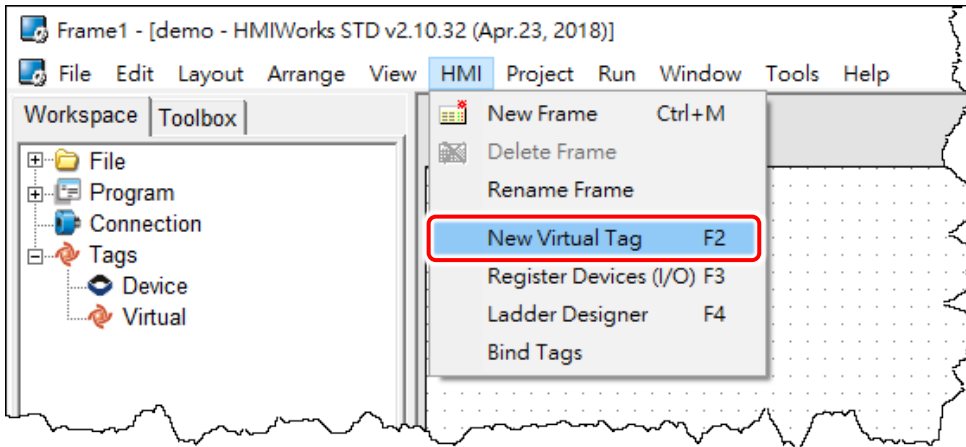 Frame1 - [demo - HMIWorks STD v2.10.32 (Apr.23, 2018)]
File Edit Layout Arrange View HMI Project Run Window Tools Help
Workspace Toolbox
File
Program
Connection
Tags
Device
Virtual
New Frame Ctrl+M
Delete Frame
Rename Frame
New Virtual Tag F2
Register Devices (I/O) F3
Ladder Designer F4
Bind Tags